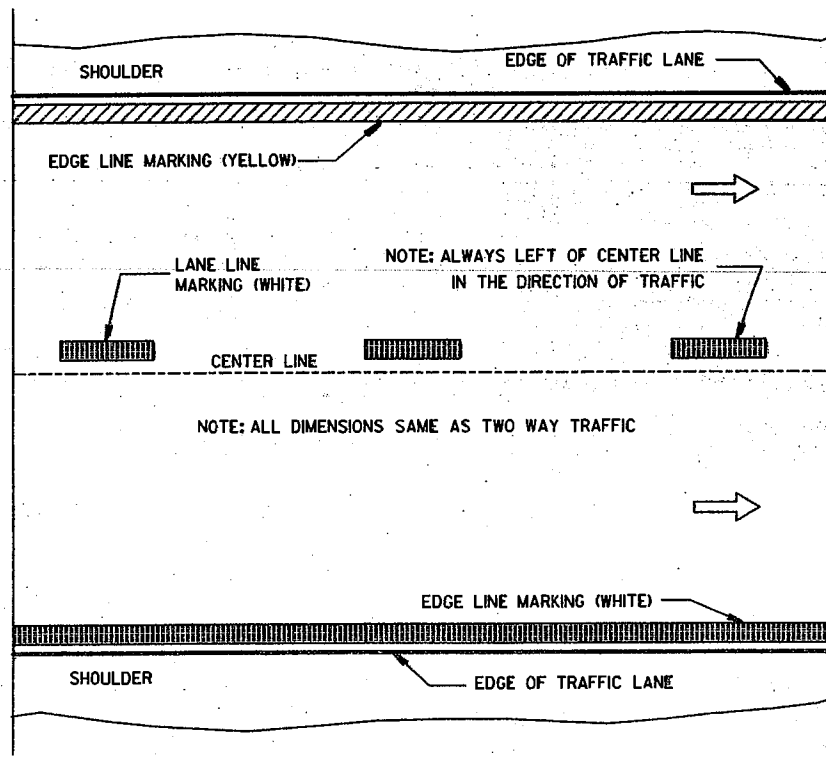 SHOULDER
EDGE OF TRAFFIC LANE
EDGE LINE MARKING (YELLOW)
LANE LINE
MARKING (WHITE)
NOTE: ALWAYS LEFT OF CENTER LINE
IN THE DIRECTION OF TRAFFIC
CENTER LINE
NOTE: ALL DIMENSIONS SAME AS TWO WAY TRAFFIC
EDGE LINE MARKING (WHITE)
SHOULDER
EDGE OF TRAFFIC LANE